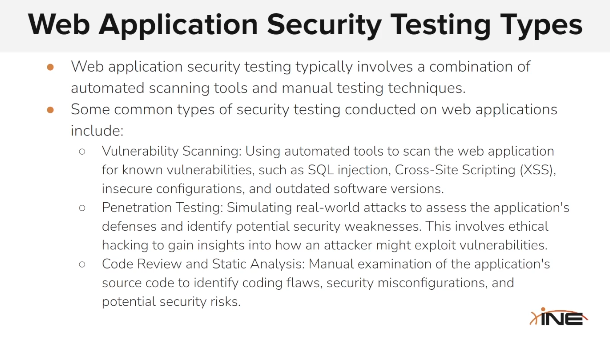 Web Application Security Testing Types
● Web application security testing typically involves a combination of
automated scanning tools and manual testing techniques.
● Some common types of security testing conducted on web applications
include:
○ Vulnerability Scanning: Using automated tools to scan the web application
for known vulnerabilities, such as SQL injection, Cross-Site Scripting (XSS),
insecure configurations, and outdated software versions.
○ Penetration Testing: Simulating real-world attacks to assess the application's
defenses and identify potential security weaknesses. This involves ethical
hacking to gain insights into how an attacker might exploit vulnerabilities.
○ Code Review and Static Analysis: Manual examination of the application's
source code to identify coding flaws, security misconfigurations, and
potential security risks.
INE